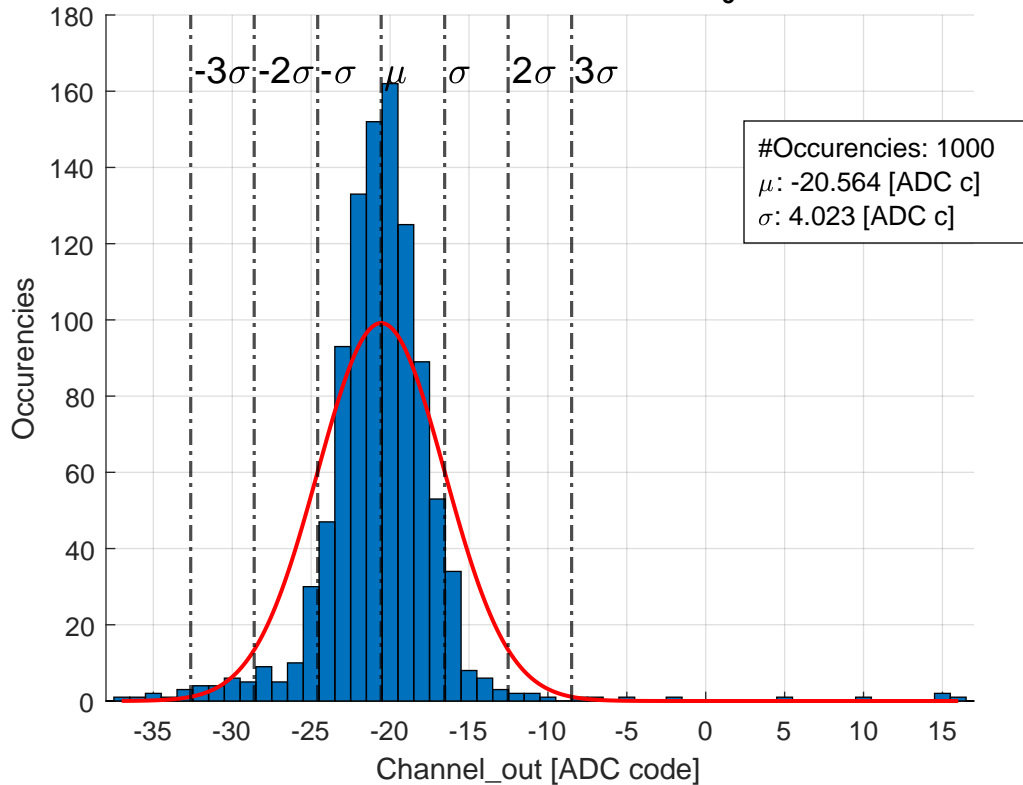 180
160
140
120
100
80
60
40
20
0
-3σ -2σ -σ μ σ 2σ 3σ
#Occurencies: 1000
μ: -20.564 [ADC c]
σ: 4.023 [ADC c]
Occurencies
-35 -30 -25 -20 -15 -10 -5 0 5 10 15
Channel_out [ADC code]